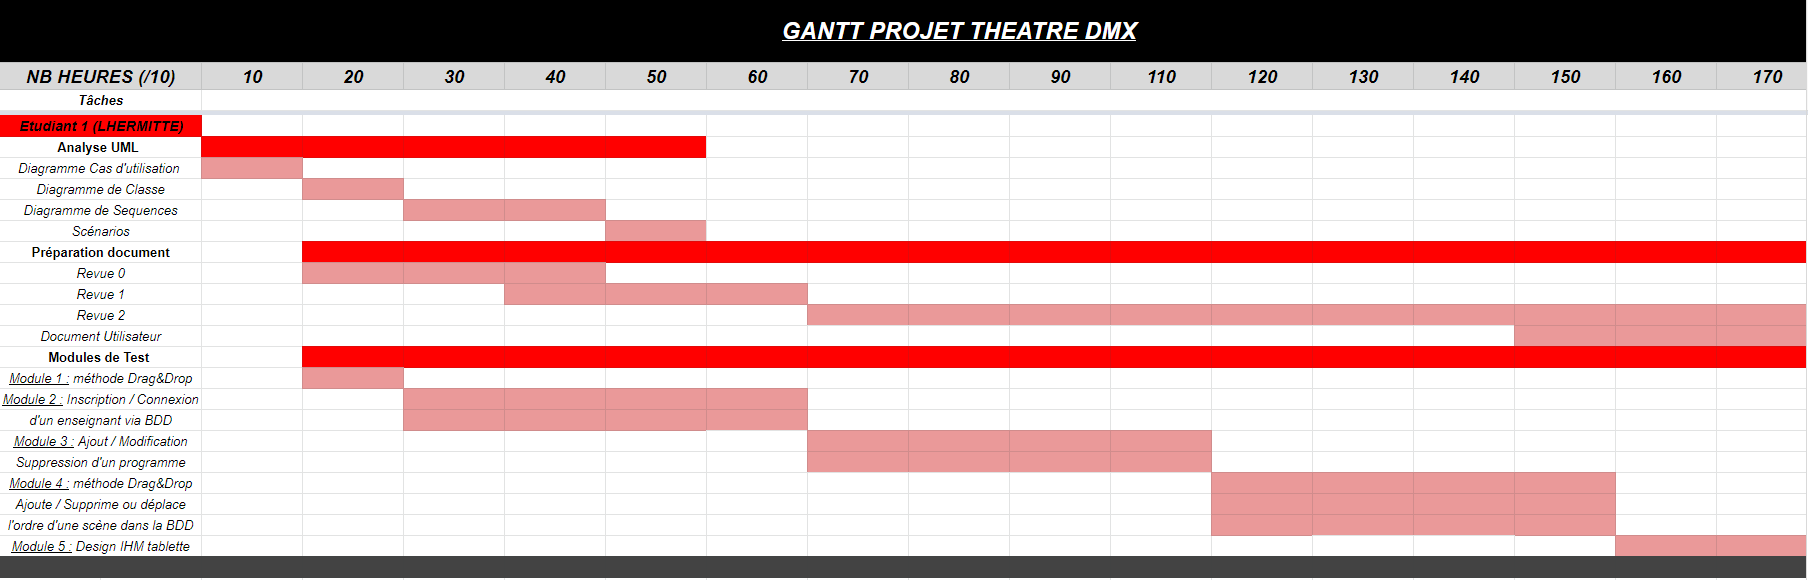 GANTT PROJET THEATRE DMX
NB HEURES (/10) 10 20 30 40 50 60 70 80 90 110 120 130 140 150 160 170
Tâches
Etudiant 1 (LHERMITTE)
Analyse UML
Diagramme Cas d'utilisation
Diagramme de Classe
Diagramme de Sequences
Scénarios
Préparation document
Revue 0
Revue 1
Revue 2
Document Utilisateur
Modules de Test
Module 1 : méthode Drag&Drop
Module 2 : Inscription / Connexion
d'un enseignant via BDD
Module 3 : Ajout / Modification
Suppression d'un programme
Module 4 : méthode Drag&Drop
Ajoute / Supprime ou déplace
l'ordre d'une scène dans la BDD
Module 5 : Design IHM tablette